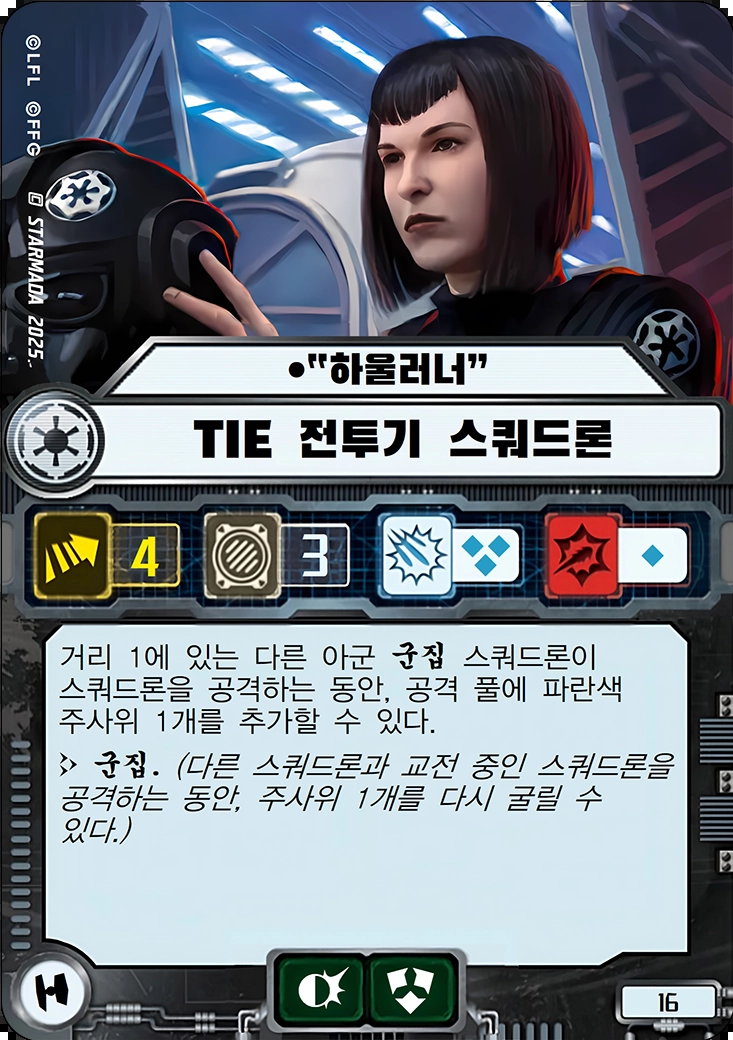 ©LFL ©FFG
STARMADA 2025.
•“하울러너”
TIE 전투기 스쿼드론
4
3
거리 1에 있는 다른 아군 군집 스쿼드론이
스쿼드론을 공격하는 동안, 공격 풀에 파란색
주사위 1개를 추가할 수 있다.
군집. (다른 스쿼드론과 교전 중인 스쿼드론을
공격하는 동안, 주사위 1개를 다시 굴릴 수
있다.)
16